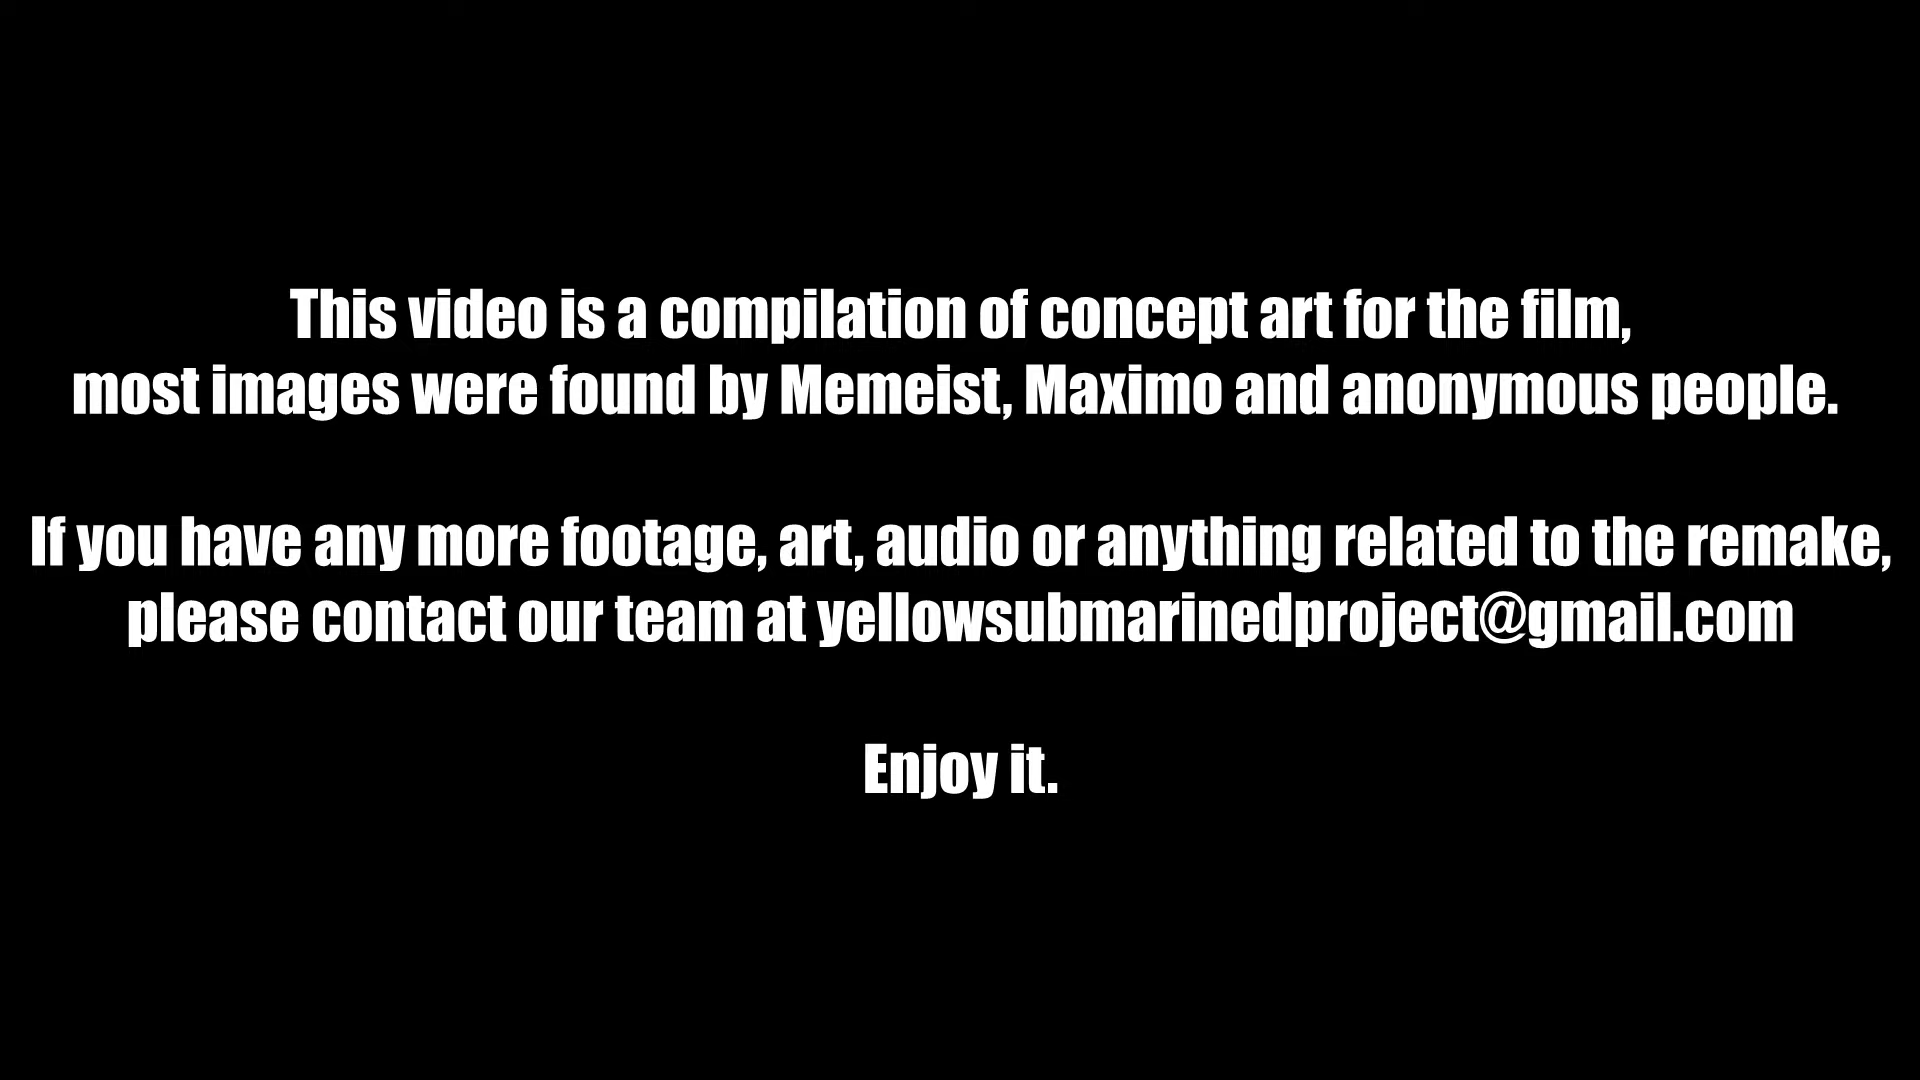 This video is a compilation of concept art for the film,
most images were found by Memeist, Maximo and anonymous people.
If you have any more footage, art, audio or anything related to the remake,
please contact our team at yellowsubmarinedproject@gmail.com
Enjoy it.